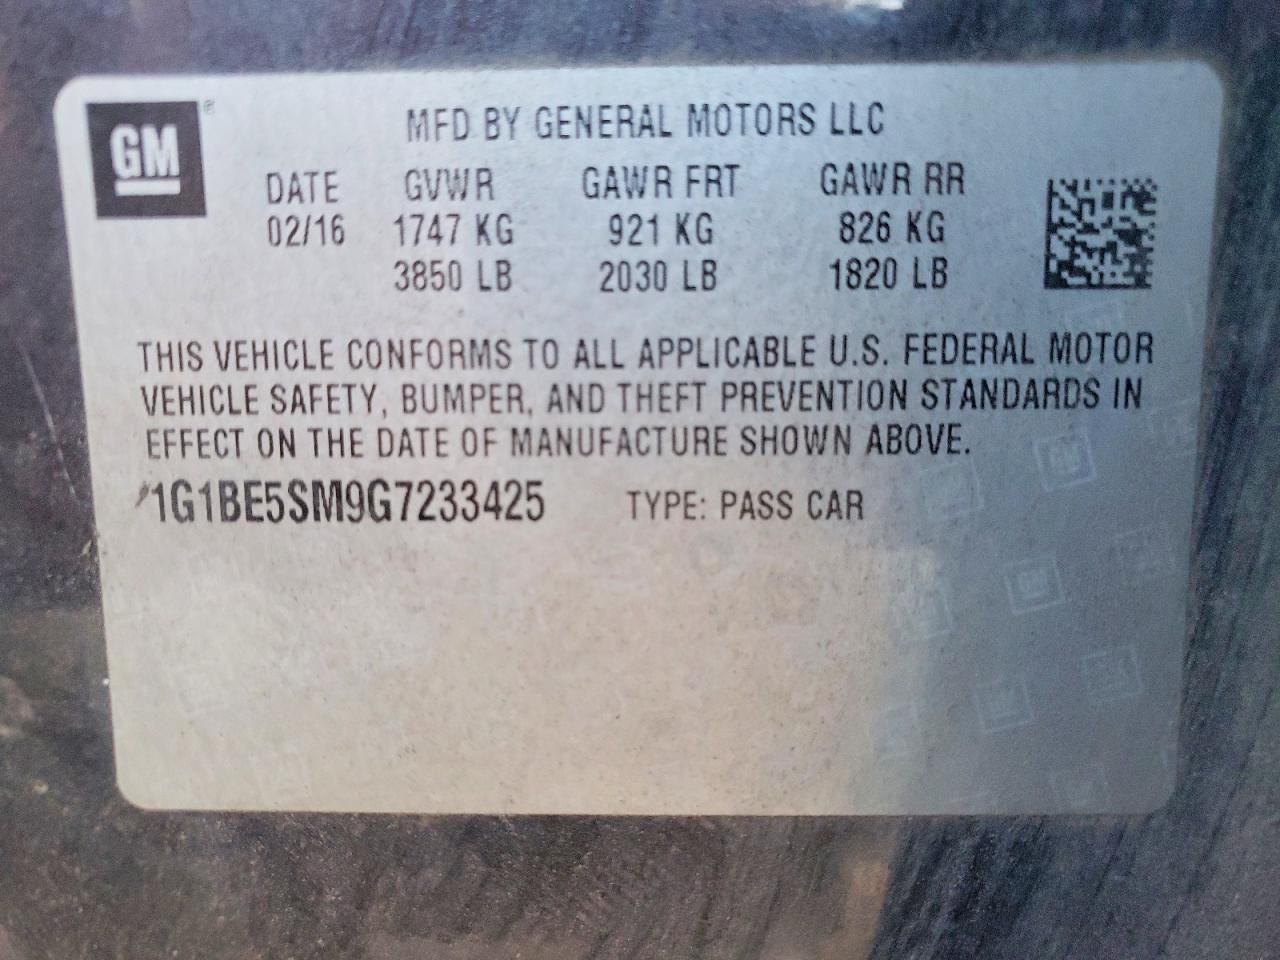 GM®
MFD BY GENERAL MOTORS LLC
DATE GVWR GAWR FRT GAWR RR
02/16 1747 KG 921 KG 826 KG
3850 LB 2030 LB 1820 LB
THIS VEHICLE CONFORMS TO ALL APPLICABLE U.S. FEDERAL MOTOR
VEHICLE SAFETY, BUMPER, AND THEFT PREVENTION STANDARDS IN
EFFECT ON THE DATE OF MANUFACTURE SHOWN ABOVE.
1G1BE5SM9G7233425 TYPE: PASS CAR